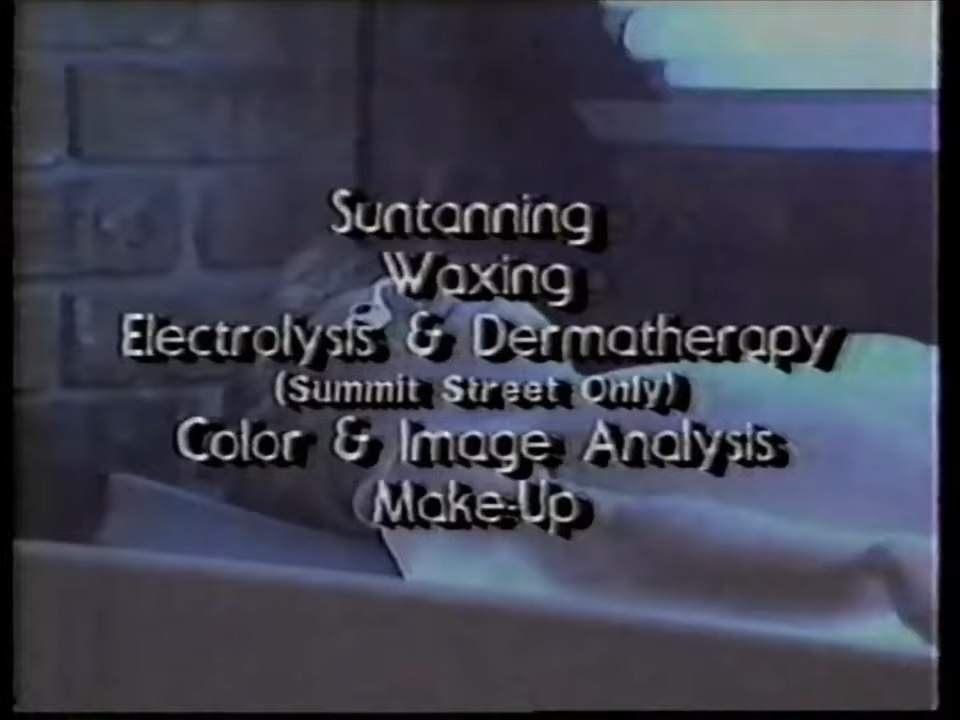 Suntanning
Waxing
Electrolysis & Dermatherapy
(Summit Street Only)
Color & Image Analysis
Make-Up